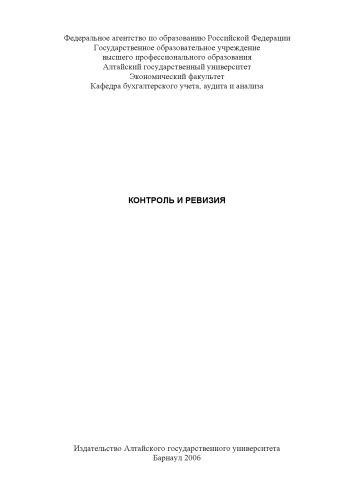 Федеральное агентство по образованию Российской Федерации
Государственное образовательное учреждение
высшего профессионального образования
Алтайский государственный университет
Экономический факультет
Кафедра бухгалтерского учета, аудита и анализа
КОНТРОЛЬ И РЕВИЗИЯ
Издательство Алтайского государственного университета
Барнаул 2006